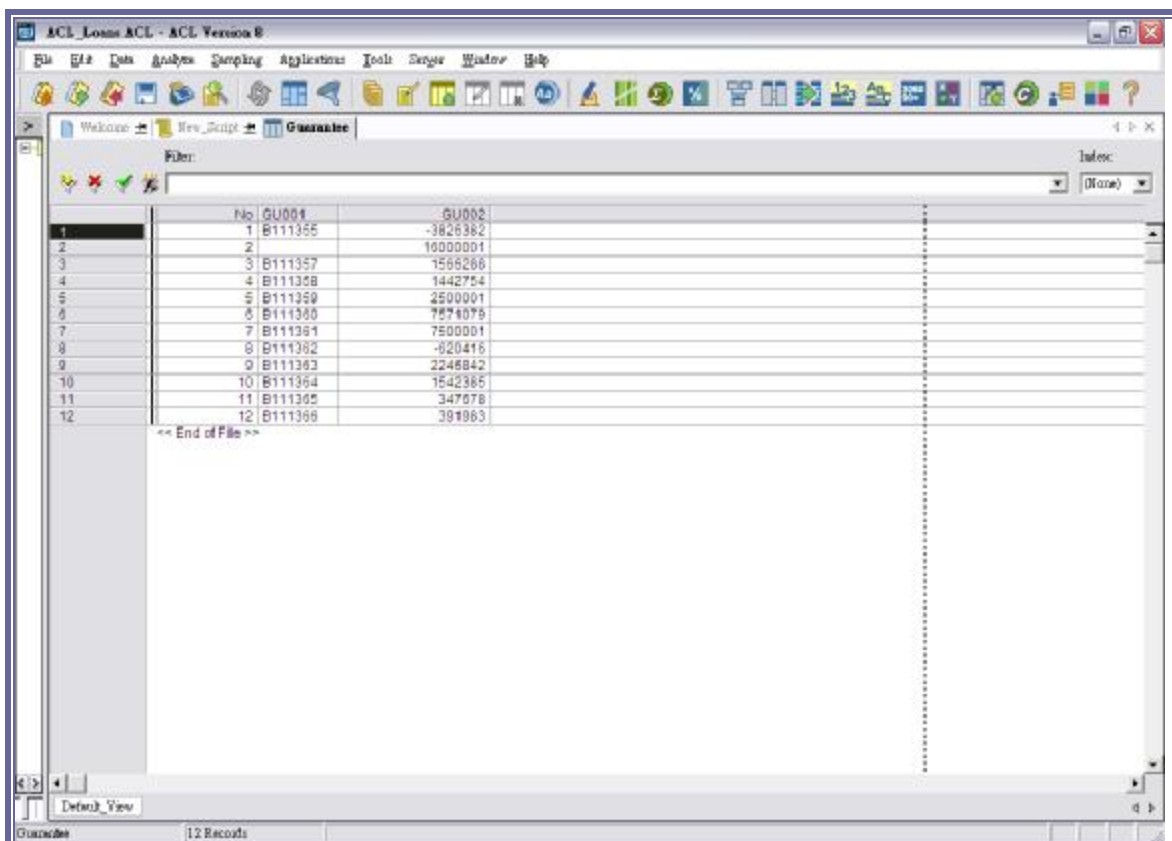 ACL_Loans.ACL - ACL Version 8
File Edit Data Analyze Sampling Applications Tools Server Window Help
Welcome New_Script Guarantee
Filter: Index:
(None)
No GU001 GU002
1 1 B111355 -3826382
2 2 16000001
3 3 B111357 1566286
4 4 B111358 1442754
5 5 B111359 2500001
6 6 B111360 7571079
7 7 B111361 7500001
8 8 B111362 -620416
9 9 B111363 2246842
10 10 B111364 1542385
11 11 B111365 347678
12 12 B111366 391983
<< End of File >>
Default_View
Guarantee 12 Records